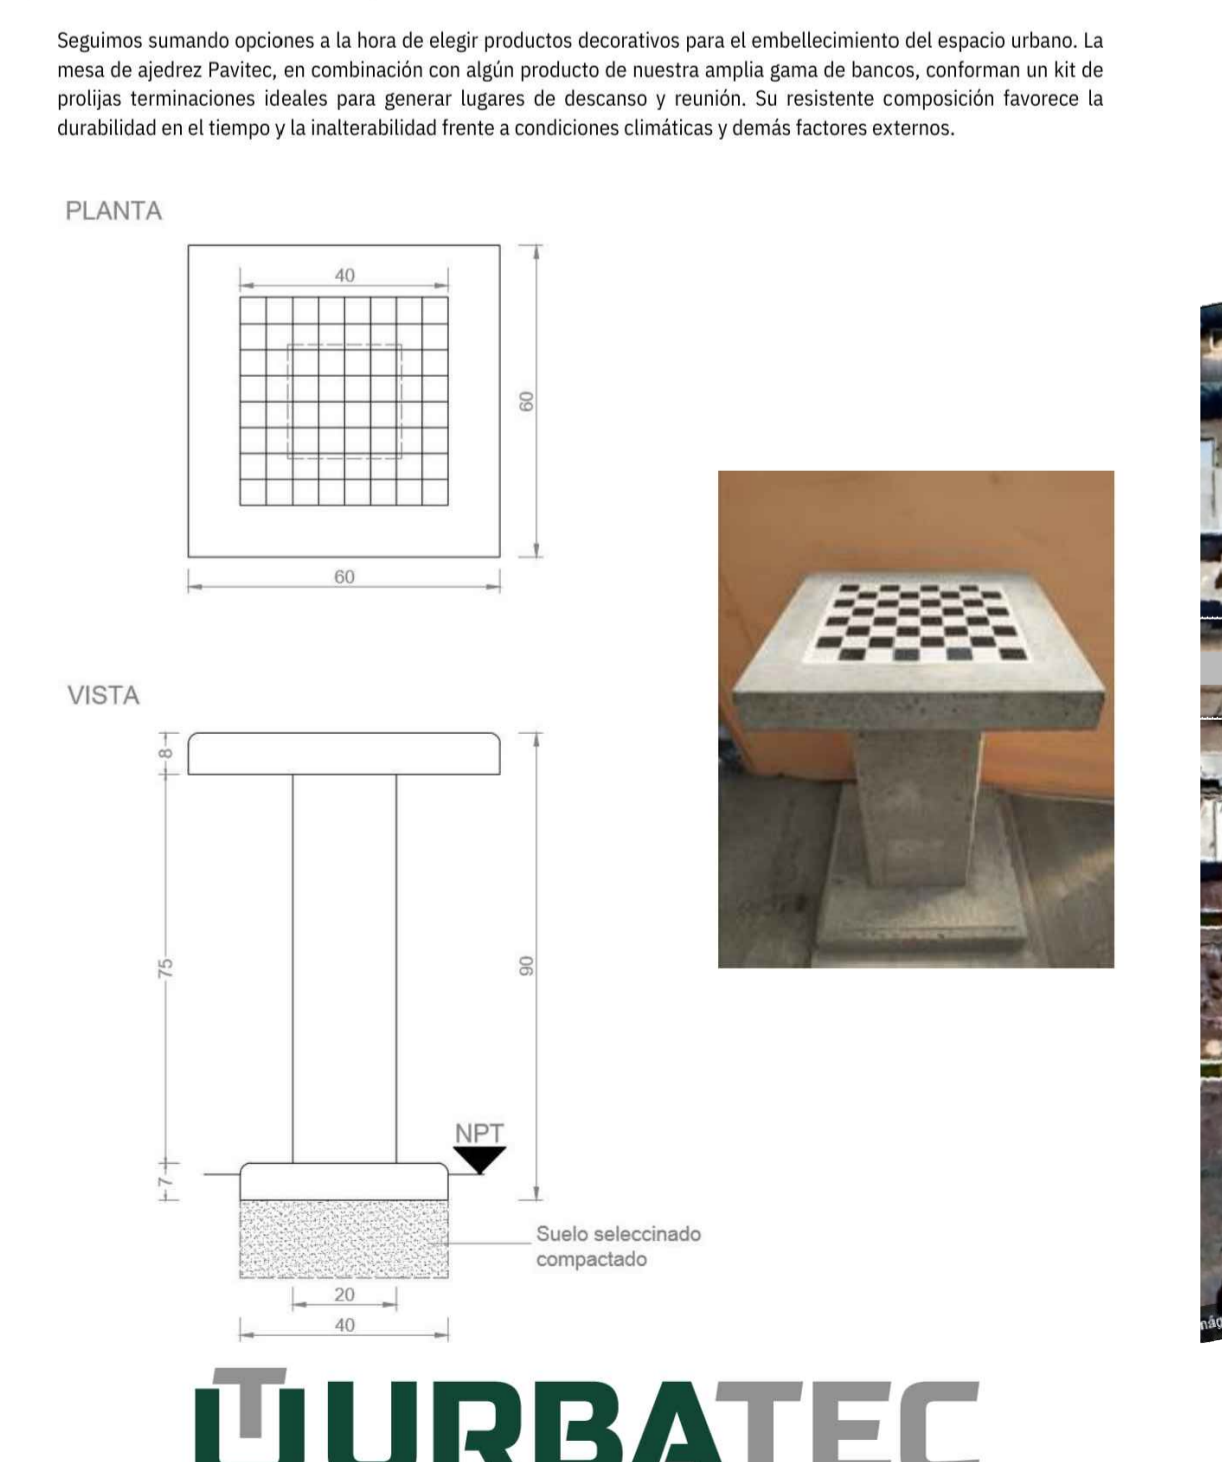 Seguimos sumando opciones a la hora de elegir productos decorativos para el embellecimiento del espacio urbano. La
mesa de ajedrez Pavitec, en combinación con algún producto de nuestra amplia gama de bancos, conforman un kit de
prolijas terminaciones ideales para generar lugares de descanso y reunión. Su resistente composición favorece la
durabilidad en el tiempo y la inalterabilidad frente a condiciones climáticas y demás factores externos.
PLANTA
40
60
60
VISTA
8
75
90
NPT
7
Suelo seleccinado
compactado
20
40
URBATEC